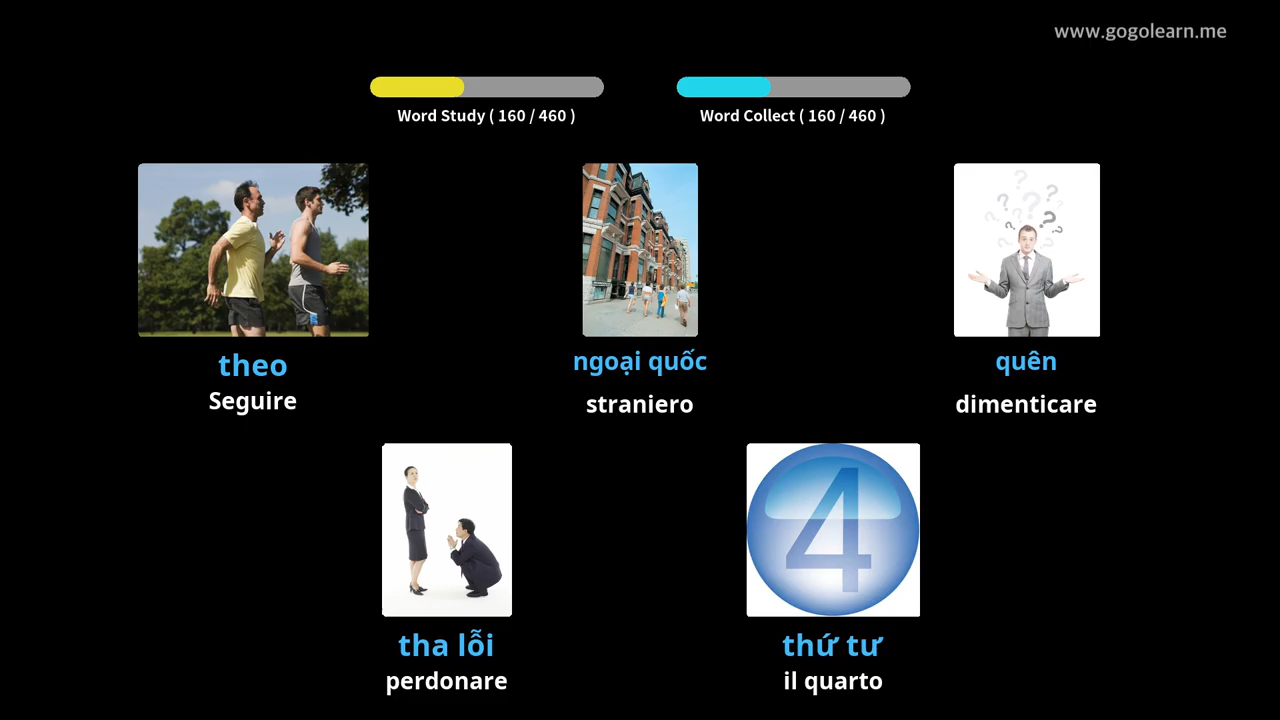 www.gogolearn.me
Word Study ( 160 / 460 )
Word Collect ( 160 / 460 )
theo
Seguire
ngoại quốc
straniero
quên
dimenticare
tha lỗi
perdonare
4
thứ tư
il quarto